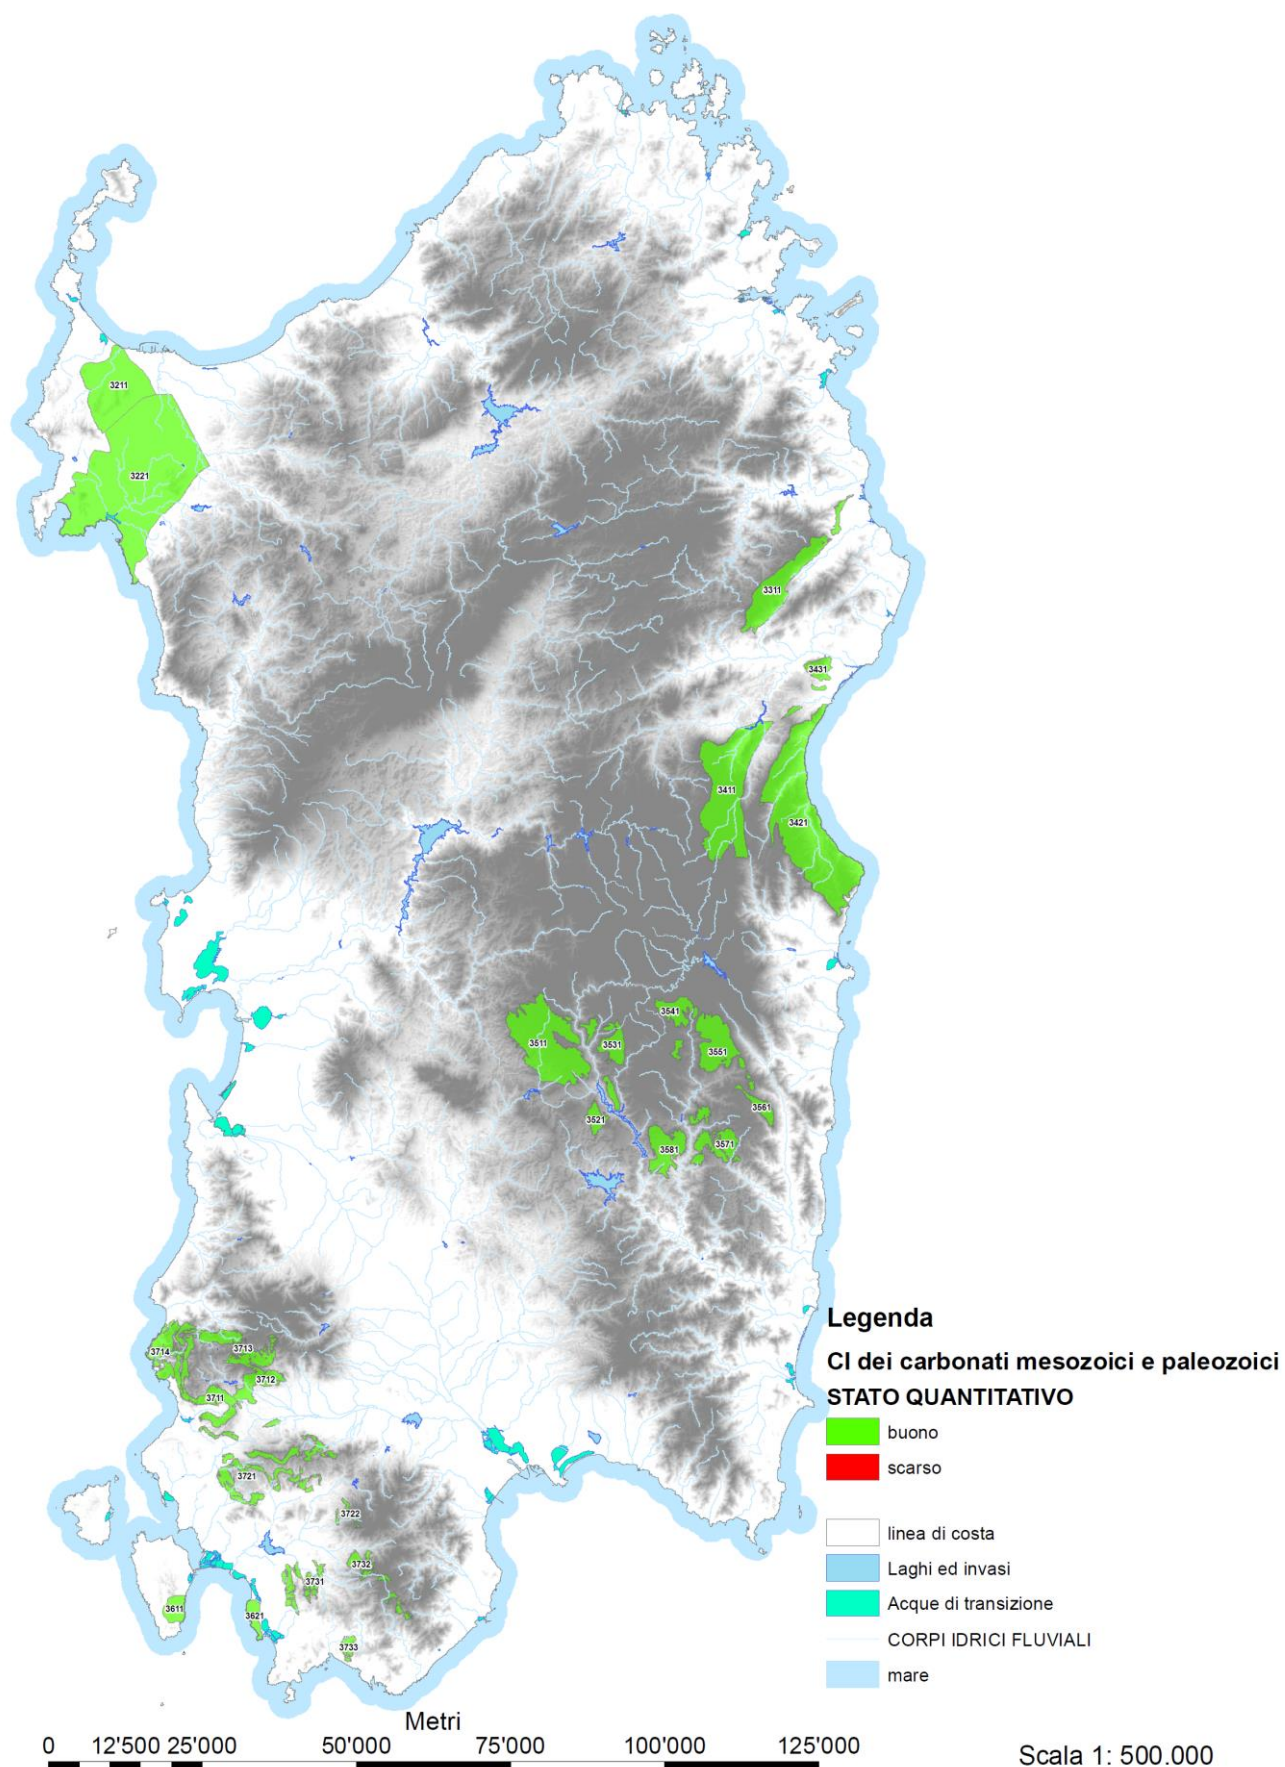 3211
3221
3311
3431
3411
3421
3511
3531
3541
3551
3521
3561
3581
3571
3714
3713
3712
3711
3721
3722
3732
3731
3611
3621
3733
Legenda
CI dei carbonati mesozoici e paleozoici
STATO QUANTITATIVO
buono
scarso
linea di costa
Laghi ed invasi
Acque di transizione
CORPI IDRICI FLUVIALI
mare
Metri
0 12'500 25'000 50'000 75'000 100'000 125'000
Scala 1: 500.000